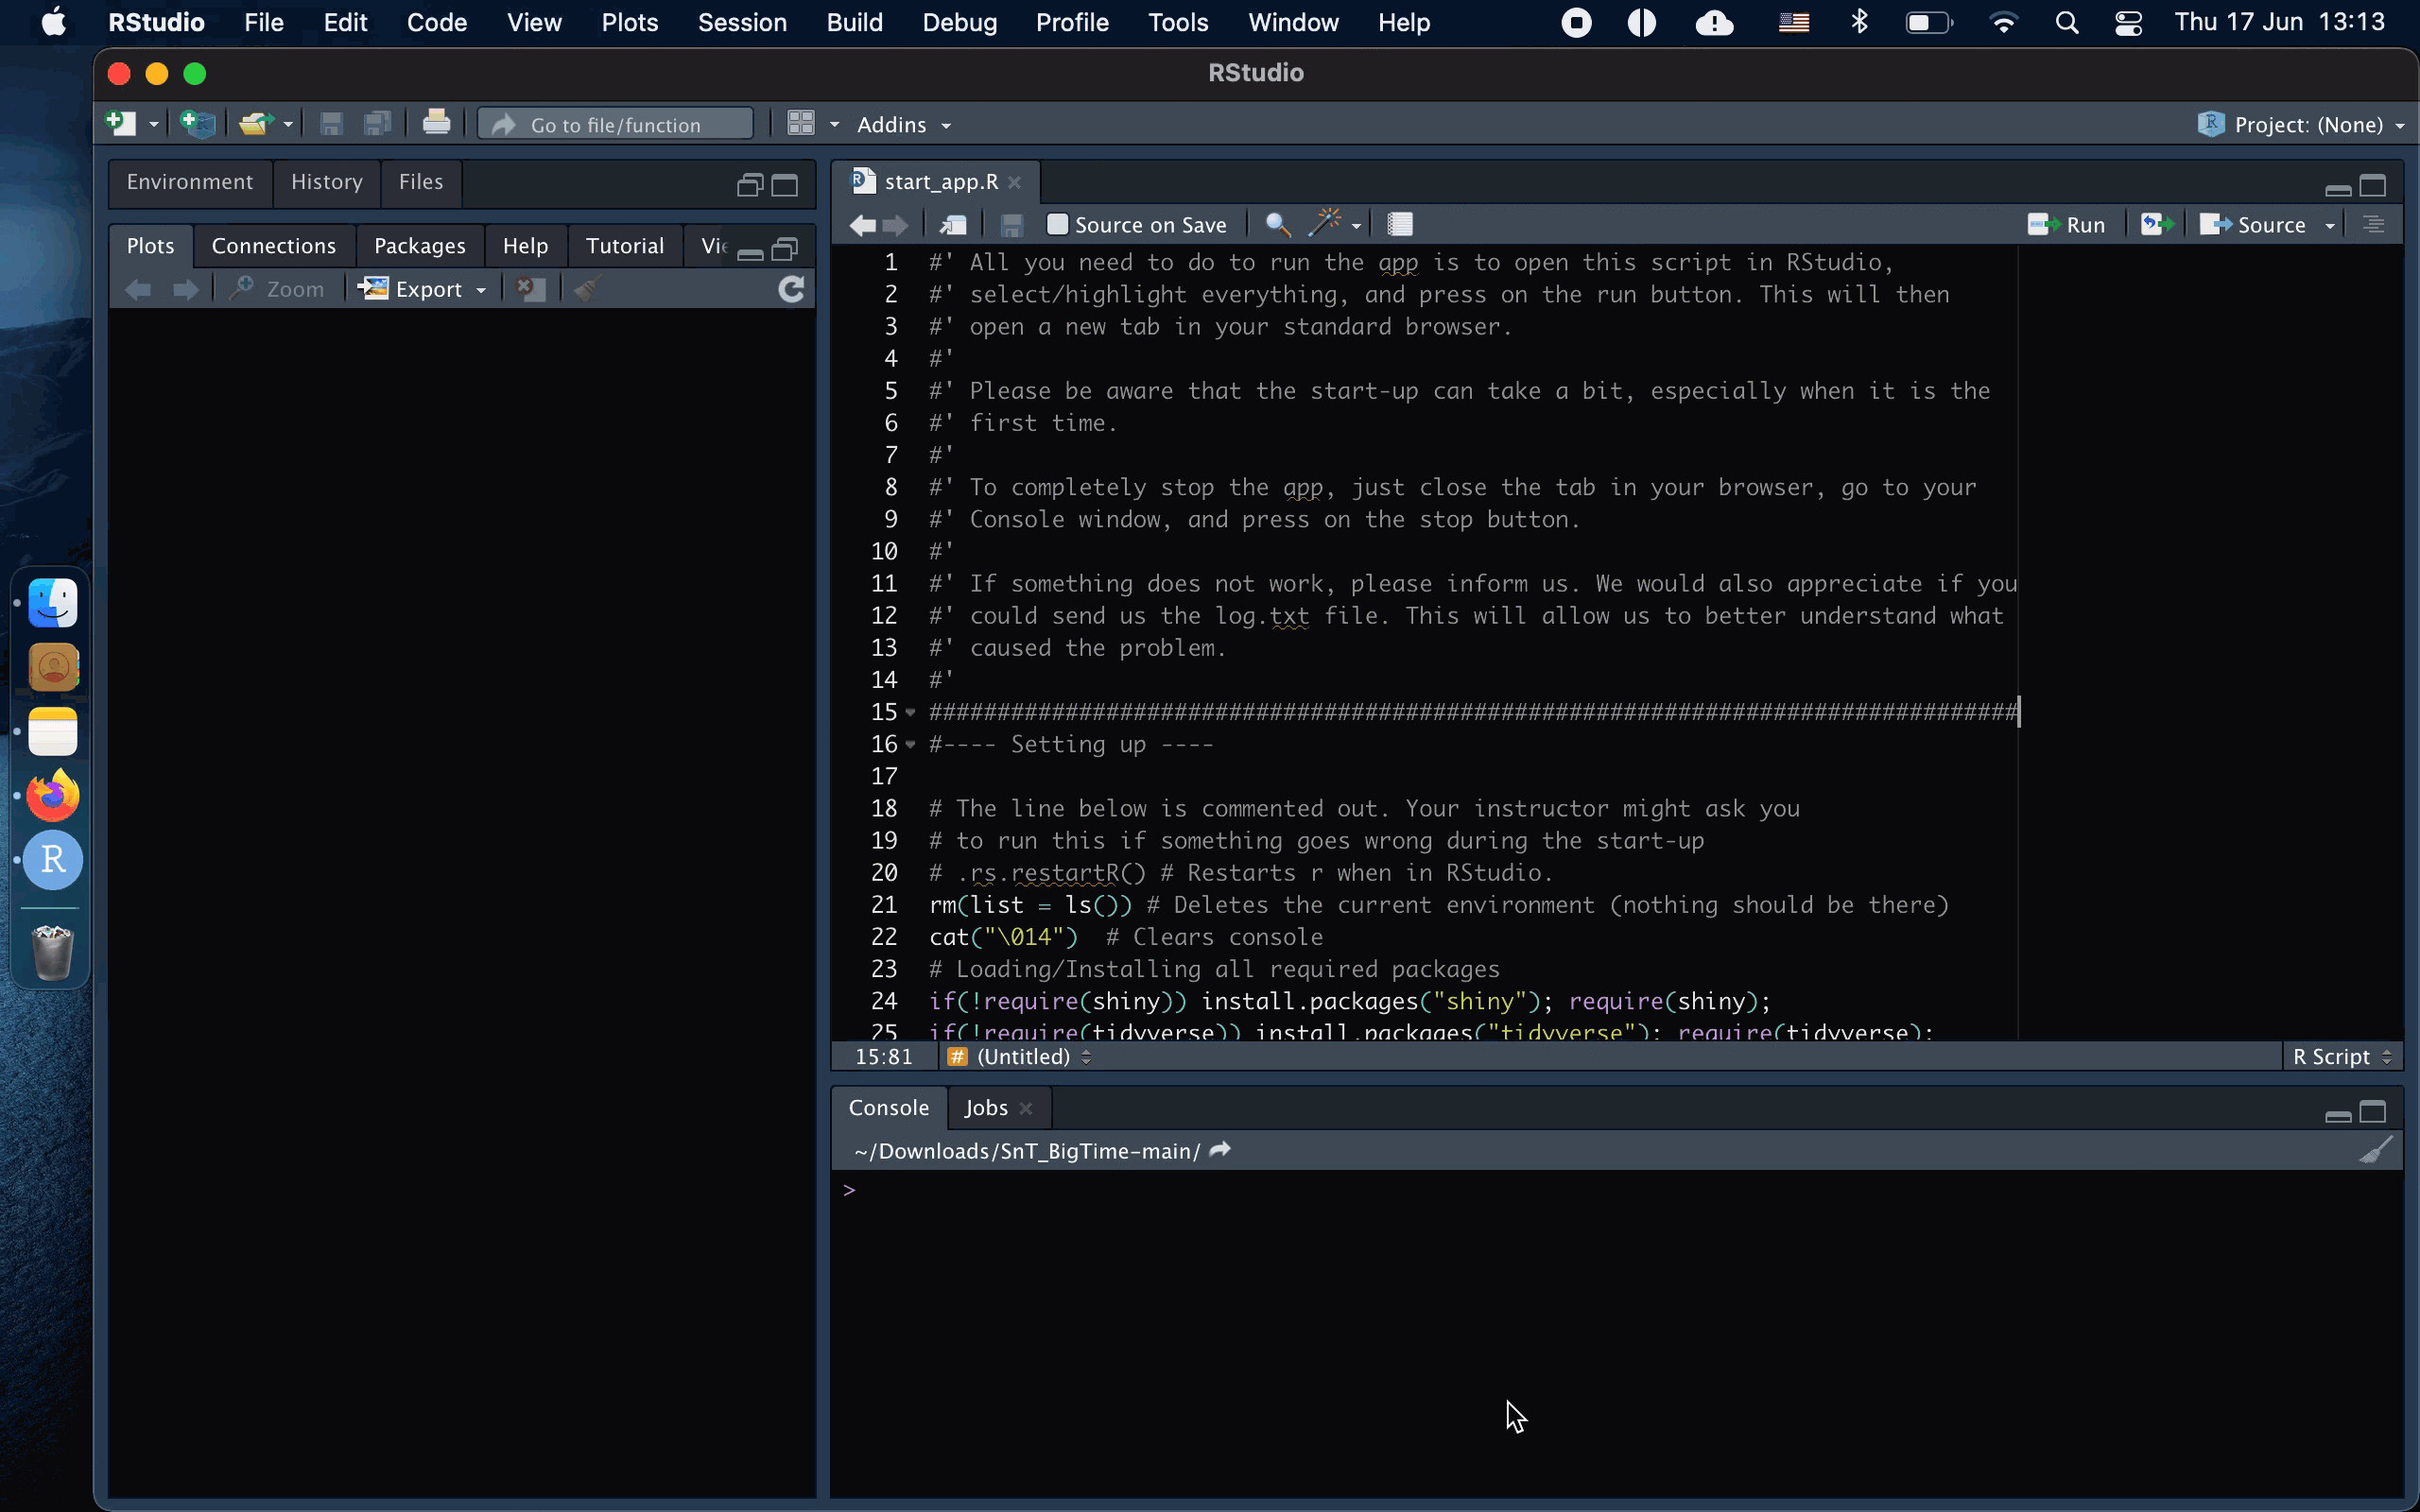 RStudio File Edit Code View Plots Session Build Debug Profile Tools Window Help Thu 17 Jun 13:13
RStudio
Go to file/function Addins Project: (None)
Environment History Files
Plots Connections Packages Help Tutorial
Zoom Export
start_app.R
Source on Save Run Source
1 #' All you need to do to run the app is to open this script in RStudio,
2 #' select/highlight everything, and press on the run button. This will then
3 #' open a new tab in your standard browser.
4 #'
5 #' Please be aware that the start-up can take a bit, especially when it is the
6 #' first time.
7 #'
8 #' To completely stop the app, just close the tab in your browser, go to your
9 #' Console window, and press on the stop button.
10 #'
11 #' If something does not work, please inform us. We would also appreciate if you
12 #' could send us the log.txt file. This will allow us to better understand what
13 #' caused the problem.
14 #'
15 ################################################################################
16 #---- Setting up ----
17
18 # The line below is commented out. Your instructor might ask you
19 # to run this if something goes wrong during the start-up
20 # .rs.restartR() # Restarts r when in RStudio.
21 rm(list = ls()) # Deletes the current environment (nothing should be there)
22 cat("\014") # Clears console
23 # Loading/Installing all required packages
24 if(!require(shiny)) install.packages("shiny"); require(shiny);
25 if(!require(tidyverse)) install.packages("tidyverse"); require(tidyverse);
15:81 # (Untitled) R Script
Console Jobs
~/Downloads/SnT_BigTime-main/
>